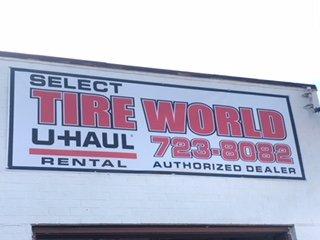 SELECT
TIRE WORLD
U-HAUL 723-8082
RENTAL AUTHORIZED DEALER